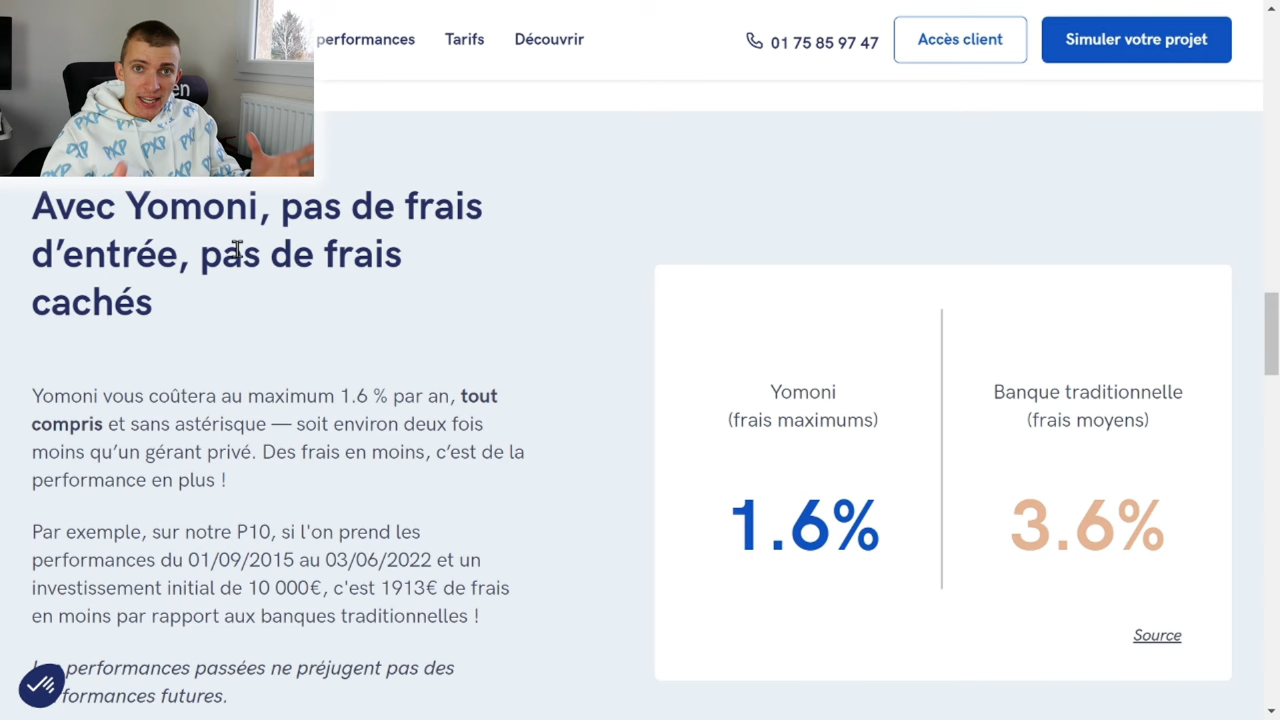 performances Tarifs Découvrir 01 75 85 97 47 Accès client Simuler votre projet
en
PXP PXP PXP
Avec Yomoni, pas de frais
d’entrée, pas de frais
cachés
Yomoni vous coûtera au maximum 1.6 % par an, tout
compris et sans astérisque — soit environ deux fois
moins qu’un gérant privé. Des frais en moins, c’est de la
performance en plus !
Par exemple, sur notre P10, si l'on prend les
performances du 01/09/2015 au 03/06/2022 et un
investissement initial de 10 000€, c'est 1913€ de frais
en moins par rapport aux banques traditionnelles !
performances passées ne préjugent pas des
formances futures.
Yomoni
(frais maximums)
1.6%
Banque traditionnelle
(frais moyens)
3.6%
Source